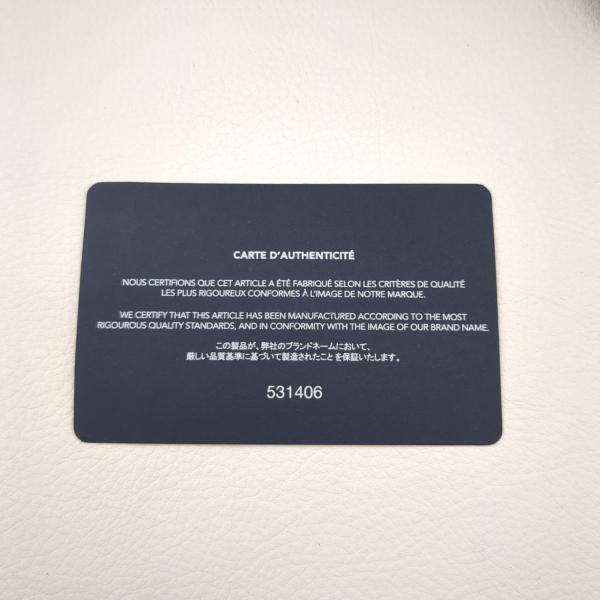 CARTE D'AUTHENTICITÉ
NOUS CERTIFIONS QUE CET ARTICLE A ÉTÉ FABRIQUÉ SELON LES CRITÈRES DE QUALITÉ
LES PLUS RIGOUREUX CONFORMES À L'IMAGE DE NOTRE MARQUE.
WE CERTIFY THAT THIS ARTICLE HAS BEEN MANUFACTURED ACCORDING TO THE MOST
RIGOUROUS QUALITY STANDARDS, AND IN CONFORMITY WITH THE IMAGE OF OUR BRAND NAME.
この製品が、弊社のブランドネームにおいて、
厳しい品質基準に基づいて製造されたことを保証いたします。
531406